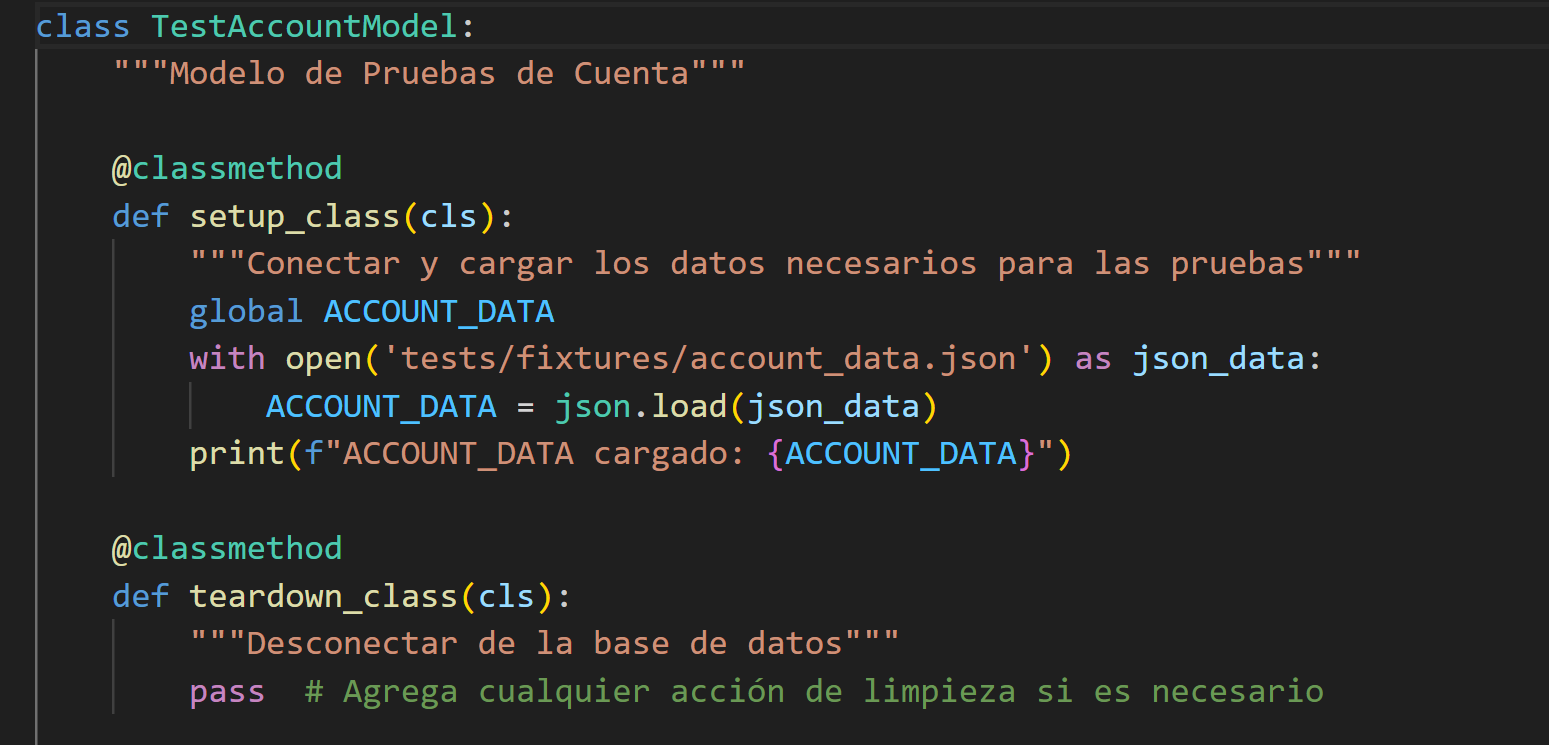 class TestAccountModel:
    """Modelo de Pruebas de Cuenta"""

    @classmethod
    def setup_class(cls):
        """Conectar y cargar los datos necesarios para las pruebas"""
        global ACCOUNT_DATA
        with open('tests/fixtures/account_data.json') as json_data:
            ACCOUNT_DATA = json.load(json_data)
        print(f"ACCOUNT_DATA cargado: {ACCOUNT_DATA}")

    @classmethod
    def teardown_class(cls):
        """Desconectar de la base de datos"""
        pass  # Agrega cualquier acción de limpieza si es necesario